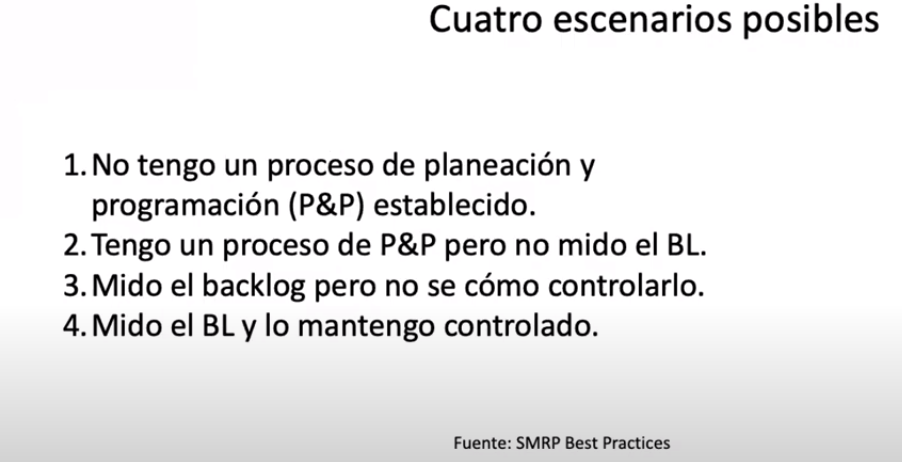 Cuatro escenarios posibles
1. No tengo un proceso de planeación y
programación (P&P) establecido.
2. Tengo un proceso de P&P pero no mido el BL.
3. Mido el backlog pero no se cómo controlarlo.
4. Mido el BL y lo mantengo controlado.
Fuente: SMRP Best Practices